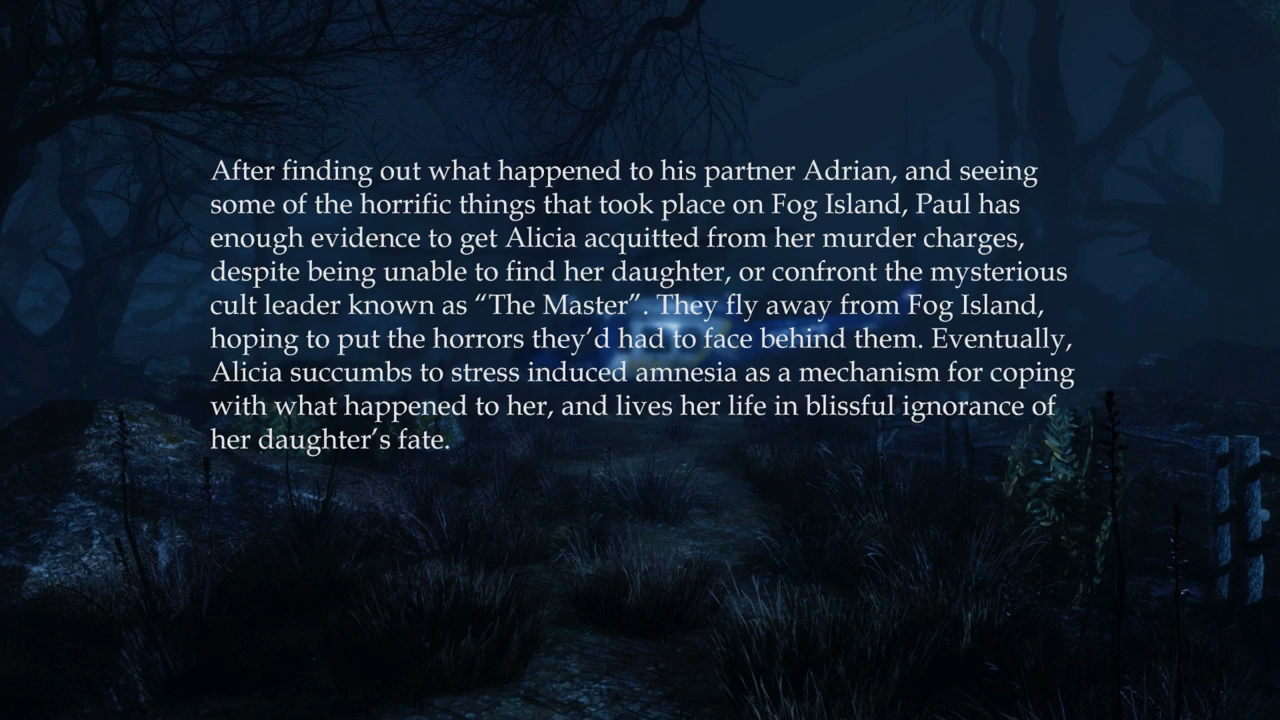 After finding out what happened to his partner Adrian, and seeing
some of the horrific things that took place on Fog Island, Paul has
enough evidence to get Alicia acquitted from her murder charges,
despite being unable to find her daughter, or confront the mysterious
cult leader known as “The Master”. They fly away from Fog Island,
hoping to put the horrors they’d had to face behind them. Eventually,
Alicia succumbs to stress induced amnesia as a mechanism for coping
with what happened to her, and lives her life in blissful ignorance of
her daughter’s fate.